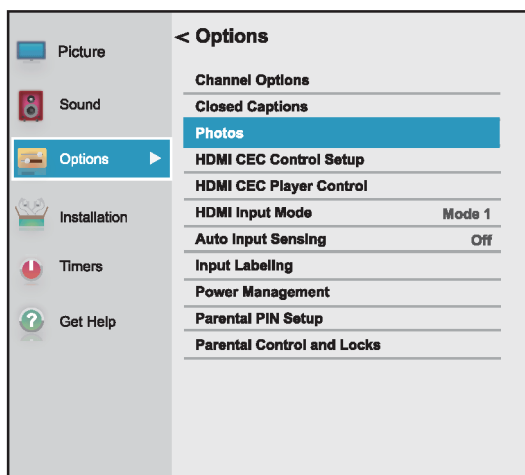 Picture
Sound
Options
Installation
Timers
Get Help
< Options
Channel Options
Closed Captions
Photos
HDMI CEC Control Setup
HDMI CEC Player Control
HDMI Input Mode Mode 1
Auto Input Sensing Off
Input Labeling
Power Management
Parental PIN Setup
Parental Control and Locks